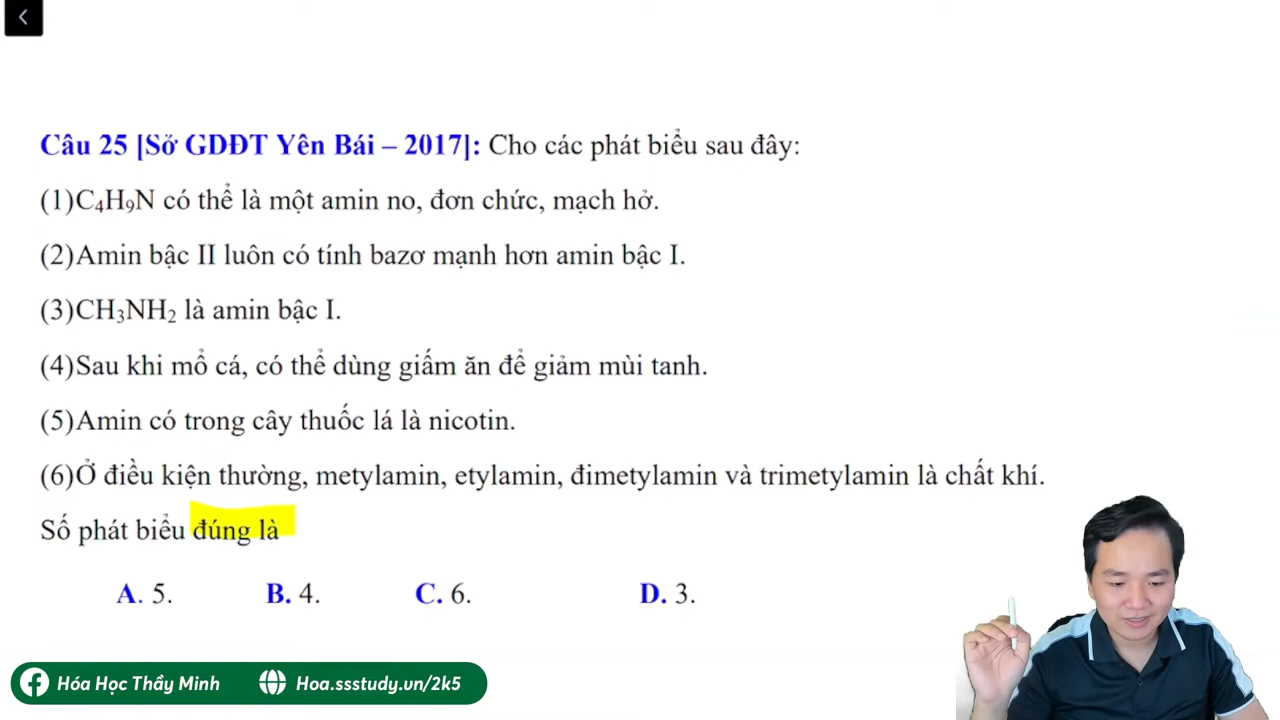 Câu 25 [Sở GDĐT Yên Bái – 2017]: Cho các phát biểu sau đây:
(1)C₄H₉N có thể là một amin no, đơn chức, mạch hở.
(2)Amin bậc II luôn có tính bazơ mạnh hơn amin bậc I.
(3)CH₃NH₂ là amin bậc I.
(4)Sau khi mổ cá, có thể dùng giấm ăn để giảm mùi tanh.
(5)Amin có trong cây thuốc lá là nicotin.
(6)Ở điều kiện thường, metylamin, etylamin, đimetylamin và trimetylamin là chất khí.
Số phát biểu đúng là
A. 5. B. 4. C. 6. D. 3.
Hóa Học Thầy Minh Hoa.ssstudy.vn/2k5